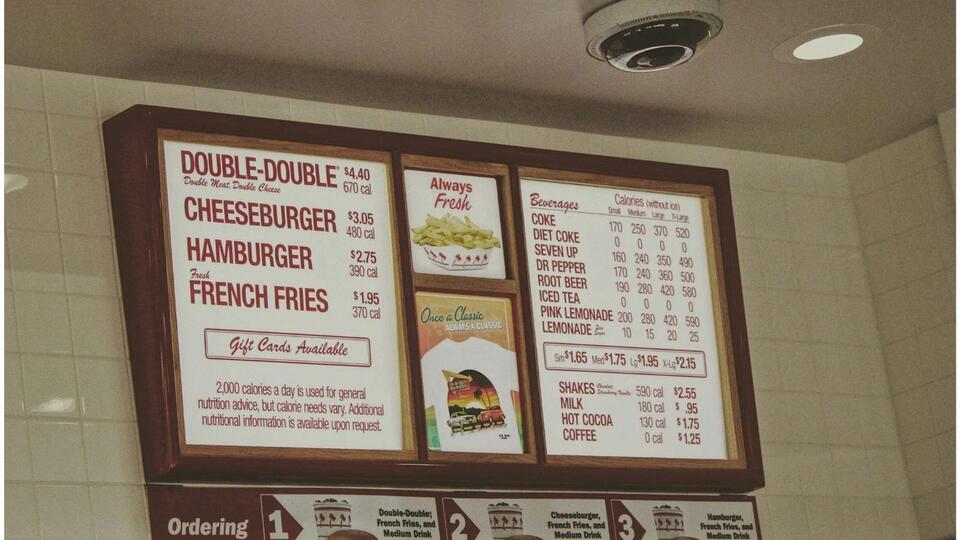 DOUBLE-DOUBLE® $4.40
Double Meat, Double Cheese 670 cal
CHEESEBURGER $3.05
480 cal
HAMBURGER $2.75
390 cal
Fresh
FRENCH FRIES $1.95
370 cal
Gift Cards Available
2,000 calories a day is used for general
nutrition advice, but calorie needs vary. Additional
nutritional information is available upon request.
Always
Fresh
Once a Classic
ALWAYS A CLASSIC
Beverages Calories (without ice)
Small Medium Large X-Large
COKE 170 250 370 520
DIET COKE 0 0 0 0
SEVEN UP 160 240 350 490
DR PEPPER 170 240 360 500
ROOT BEER 190 280 420 580
ICED TEA 0 0 0 0
PINK LEMONADE 200 280 420 590
LEMONADE 10 15 20 25
Sm $1.65 Med $1.75 Lg $1.95 X-Lg $2.15
SHAKES Chocolate Strawberry Vanilla 590 cal $2.55
MILK 180 cal $ .95
HOT COCOA 130 cal $1.75
COFFEE 0 cal $1.25
Ordering
1
Double-Double,
French Fries, and
Medium Drink
2
Cheeseburger,
French Fries, and
Medium Drink
3
Hamburger,
French Fries, and
Medium Drink